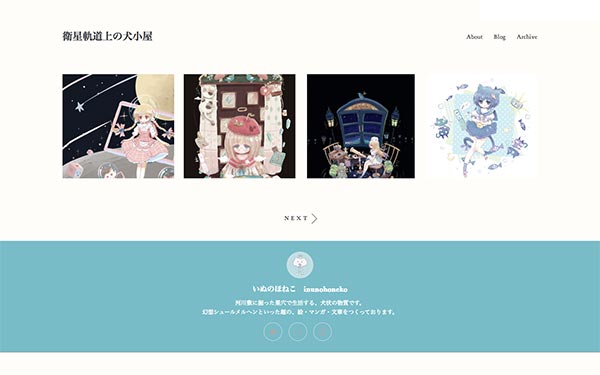 衛星軌道上の犬小屋
About Blog Archive
NEXT
いぬのほねこ inunohoneko
列川叢に掘った巣穴で生活する、犬状の物質です。
幻惑シュールメルヘンといった趣の、絵・マンガ・文章をつくっております。